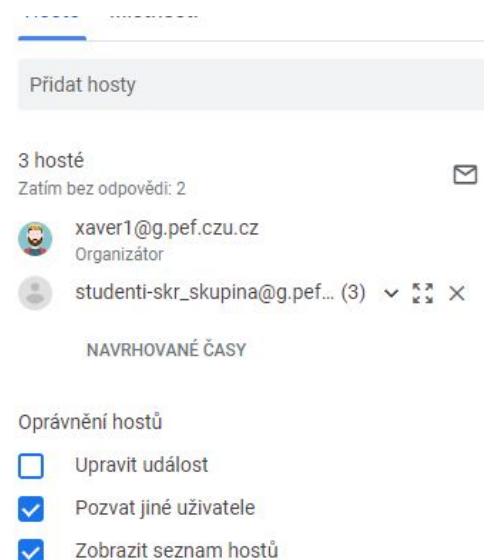 Přidat hosty
3 hosté
Zatím bez odpovědi: 2
xaver1@g.pef.czu.cz
Organizátor
studenti-skr_skupina@g.pef... (3)
NAVRHOVANÉ ČASY
Oprávnění hostů
Upravit událost
Pozvat jiné uživatele
Zobrazit seznam hostů